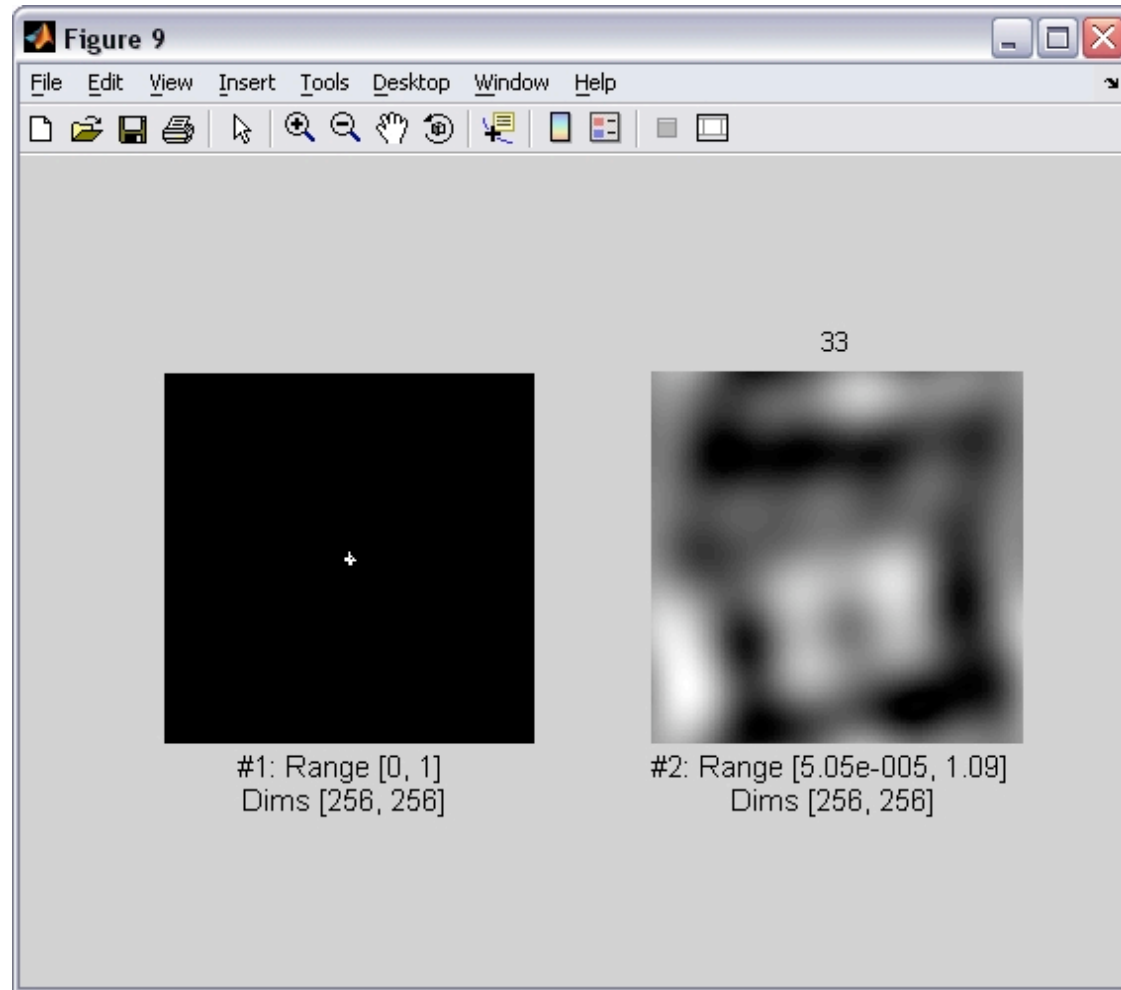 Figure 9
File Edit View Insert Tools Desktop Window Help
33
#1: Range [0, 1]
Dims [256, 256]
#2: Range [5.05e-005, 1.09]
Dims [256, 256]